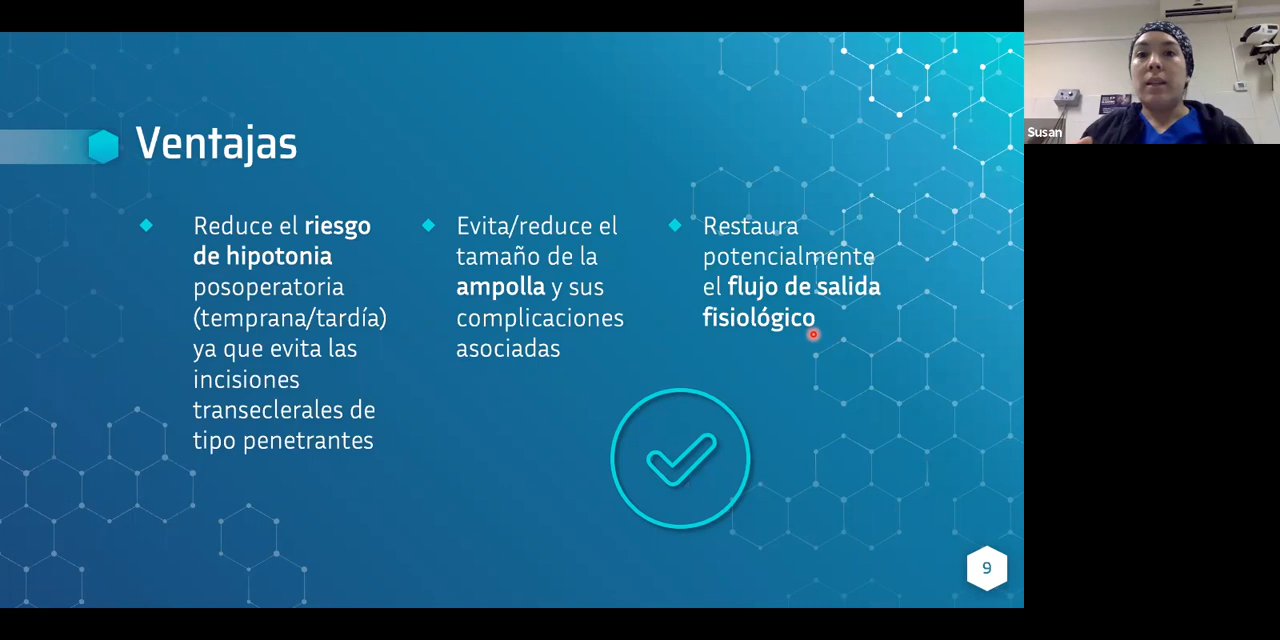 Ventajas
Reduce el riesgo
de hipotonia
posoperatoria
(temprana/tardía)
ya que evita las
incisiones
transeclerales de
tipo penetrantes
Evita/reduce el
tamaño de la
ampolla y sus
complicaciones
asociadas
Restaura
potencialmente
el flujo de salida
fisiológico
9
Susan